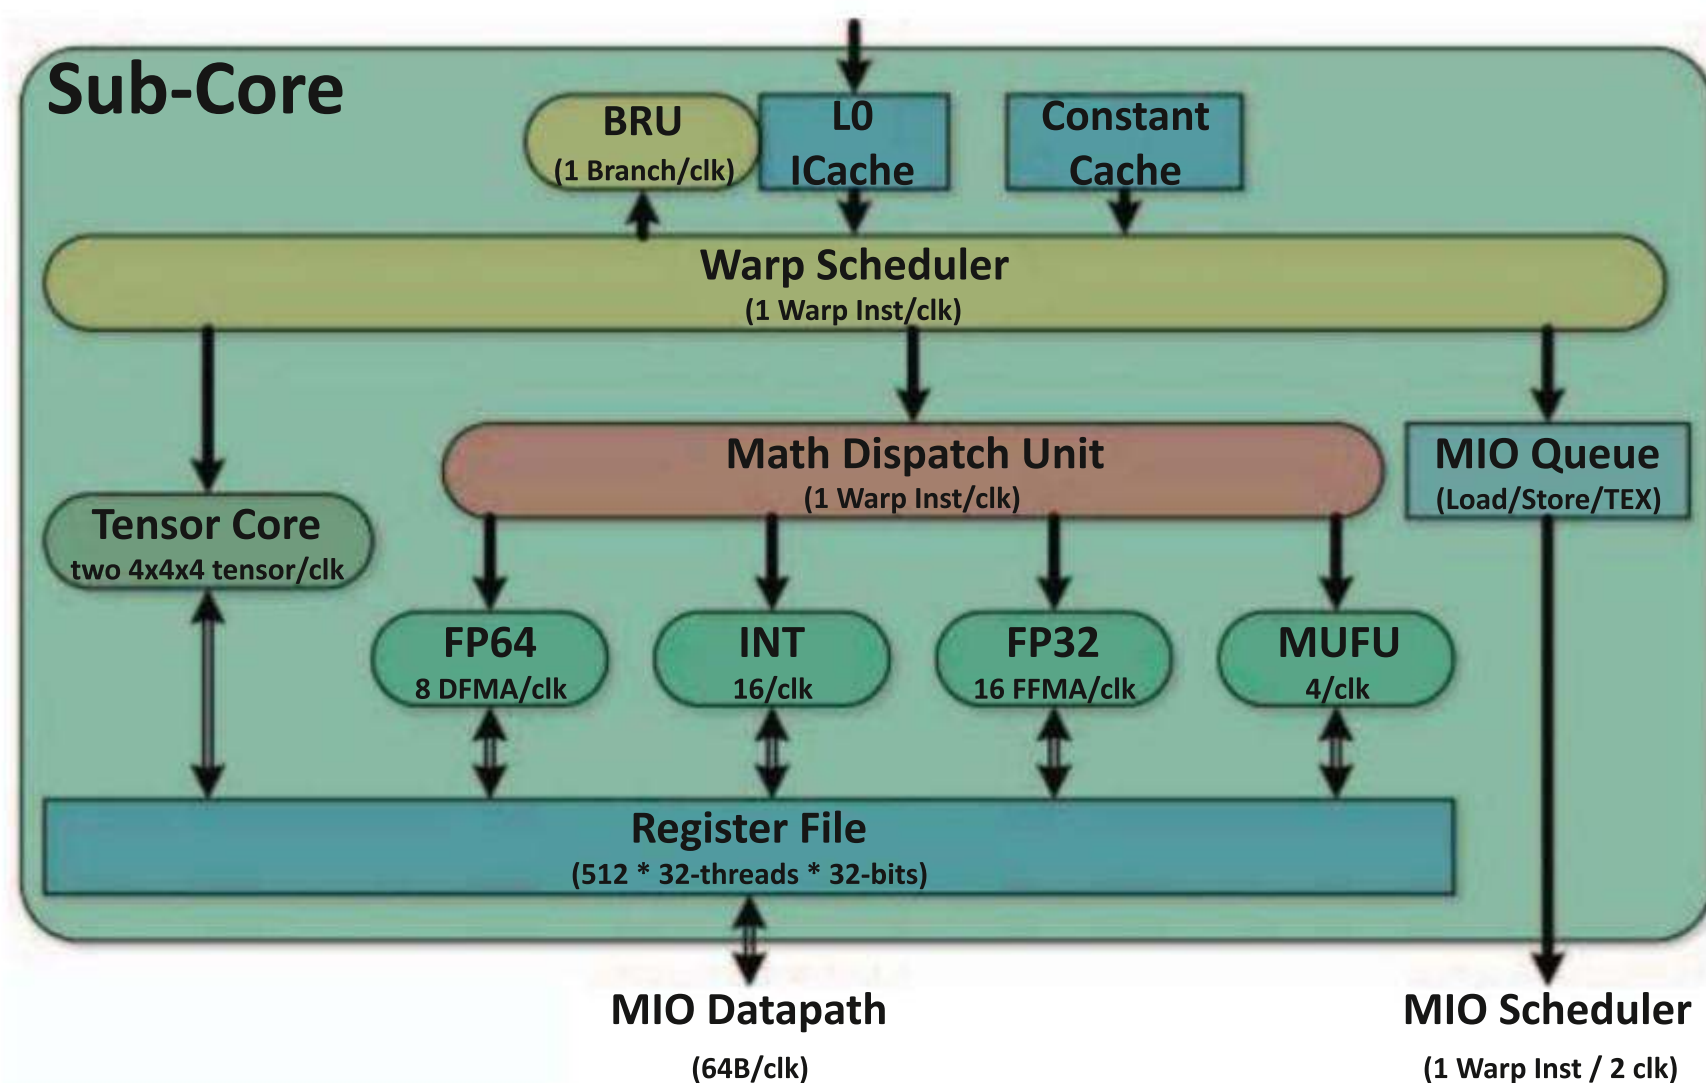 Sub-Core
BRU
(1 Branch/clk)
L0
ICache
Constant
Cache
Warp Scheduler
(1 Warp Inst/clk)
Math Dispatch Unit
(1 Warp Inst/clk)
MIO Queue
(Load/Store/TEX)
Tensor Core
two 4x4x4 tensor/clk
FP64
8 DFMA/clk
INT
16/clk
FP32
16 FFMA/clk
MUFU
4/clk
Register File
(512 * 32-threads * 32-bits)
MIO Datapath
(64B/clk)
MIO Scheduler
(1 Warp Inst / 2 clk)